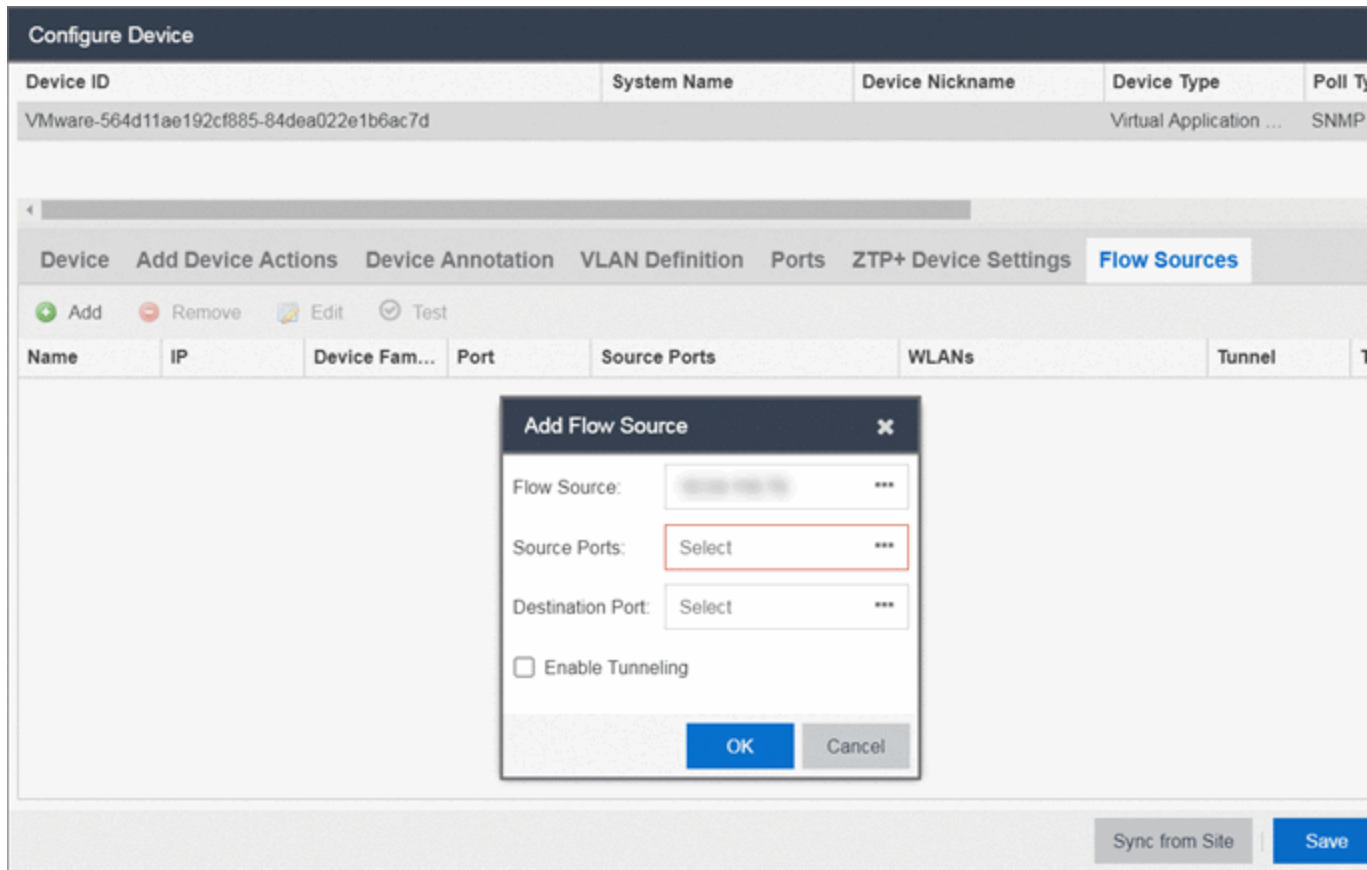 Configure Device
Device ID System Name Device Nickname Device Type Poll Ty
VMware-564d11ae192cf885-84dea022e1b6ac7d Virtual Application ... SNMP
Device Add Device Actions Device Annotation VLAN Definition Ports ZTP+ Device Settings Flow Sources
Add Remove Edit Test
Name IP Device Fam... Port Source Ports WLANs Tunnel T
Add Flow Source
Flow Source: ...
Source Ports: Select ...
Destination Port: Select ...
Enable Tunneling
OK Cancel
Sync from Site Save